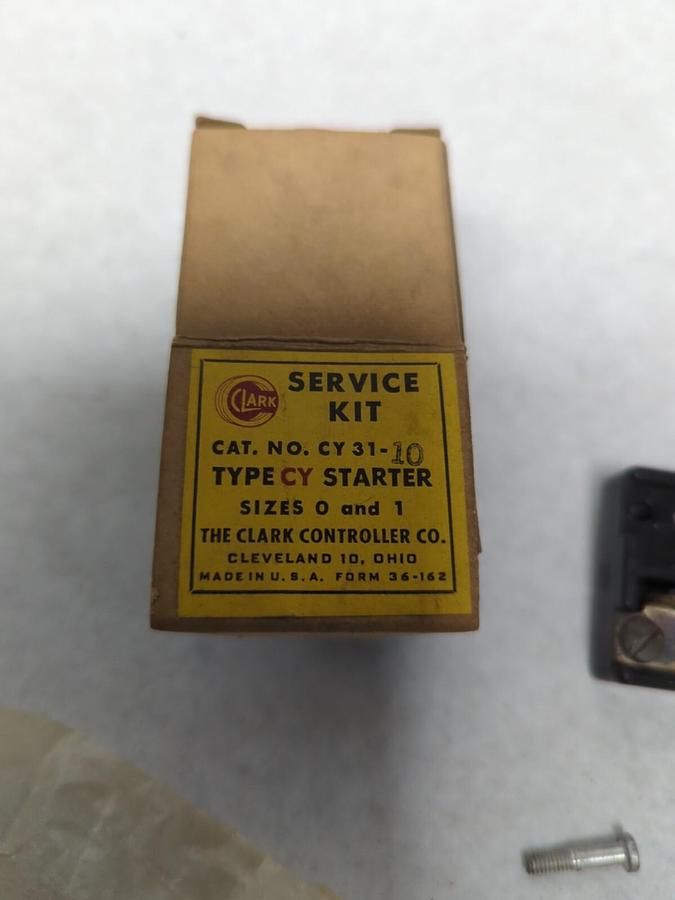 CLARK
SERVICE
KIT
CAT. NO. CY 31-10
TYPE CY STARTER
SIZES 0 and 1
THE CLARK CONTROLLER CO.
CLEVELAND 10, OHIO
MADE IN U.S.A. FORM 36-162